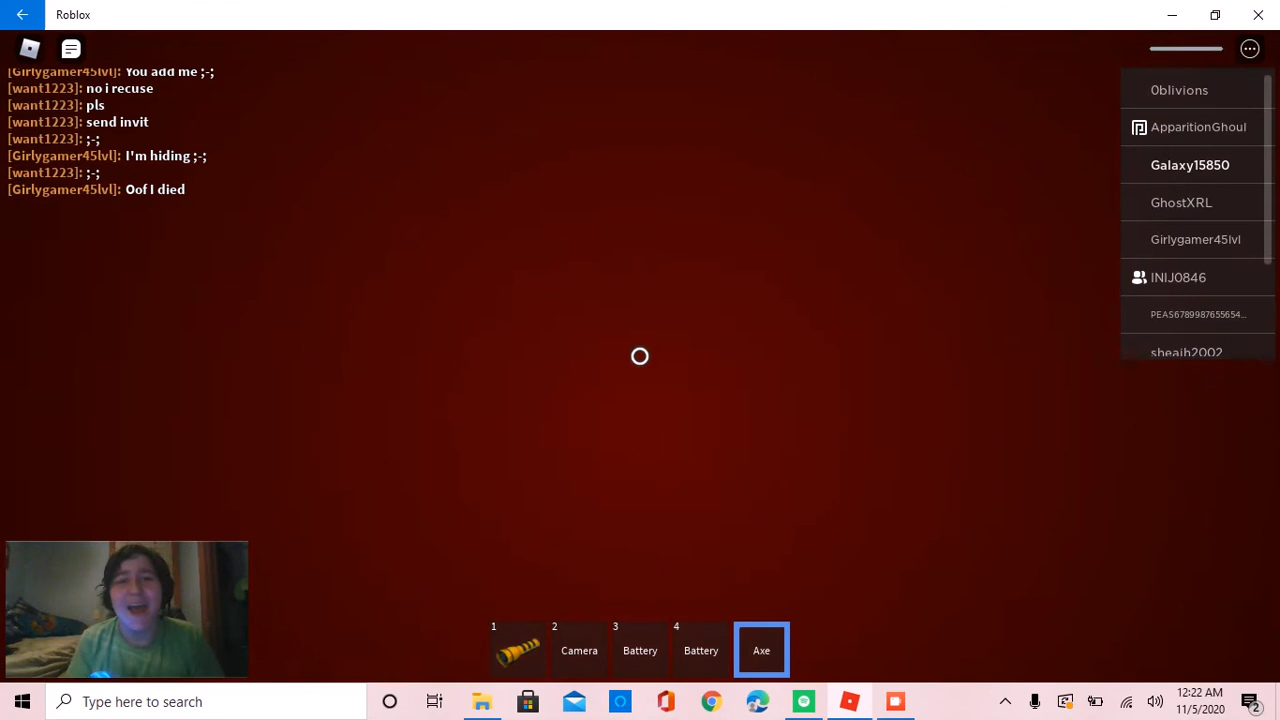 Roblox
[Girlygamer45lvl]: You add me ;-;
[want1223]: no i recuse
[want1223]: pls
[want1223]: send invit
[want1223]: ;-;
[Girlygamer45lvl]: I'm hiding ;-;
[want1223]: ;-;
[Girlygamer45lvl]: Oof I died
0blivions
ApparitionGhoul
Galaxy15850
GhostXRL
Girlygamer45lvl
INIJ0846
PEAS6789987655654...
sheaih2002
1
2 Camera
3 Battery
4 Battery
Axe
Type here to search
12:22 AM
11/5/2020
2